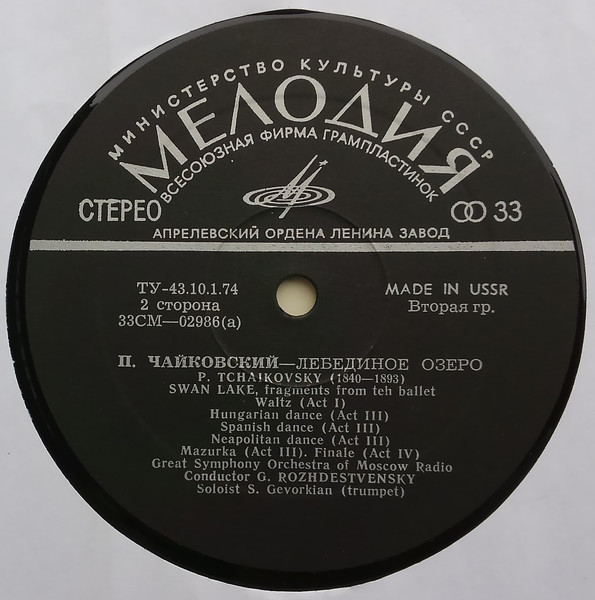 МИНИСТЕРСТВО КУЛЬТУРЫ СССР
МЕЛОДИЯ
ВСЕСОЮЗНАЯ ФИРМА ГРАМПЛАСТИНОК
СТЕРЕО
33
АПРЕЛЕВСКИЙ ОРДЕНА ЛЕНИНА ЗАВОД
ТУ-43.10.1.74
2 сторона
33СМ—02986(а)
MADE IN USSR
Вторая гр.
П. ЧАЙКОВСКИЙ—ЛЕБЕДИНОЕ ОЗЕРО
P. TCHAIKOVSKY (1840—1893)
SWAN LAKE, fragments from teh ballet
Waltz (Act I)
Hungarian dance (Act III)
Spanish dance (Act III)
Neapolitan dance (Act III)
Mazurka (Act III). Finale (Act IV)
Great Symphony Orchestra of Moscow Radio
Conductor G. ROZHDESTVENSKY
Soloist S. Gevorkian (trumpet)